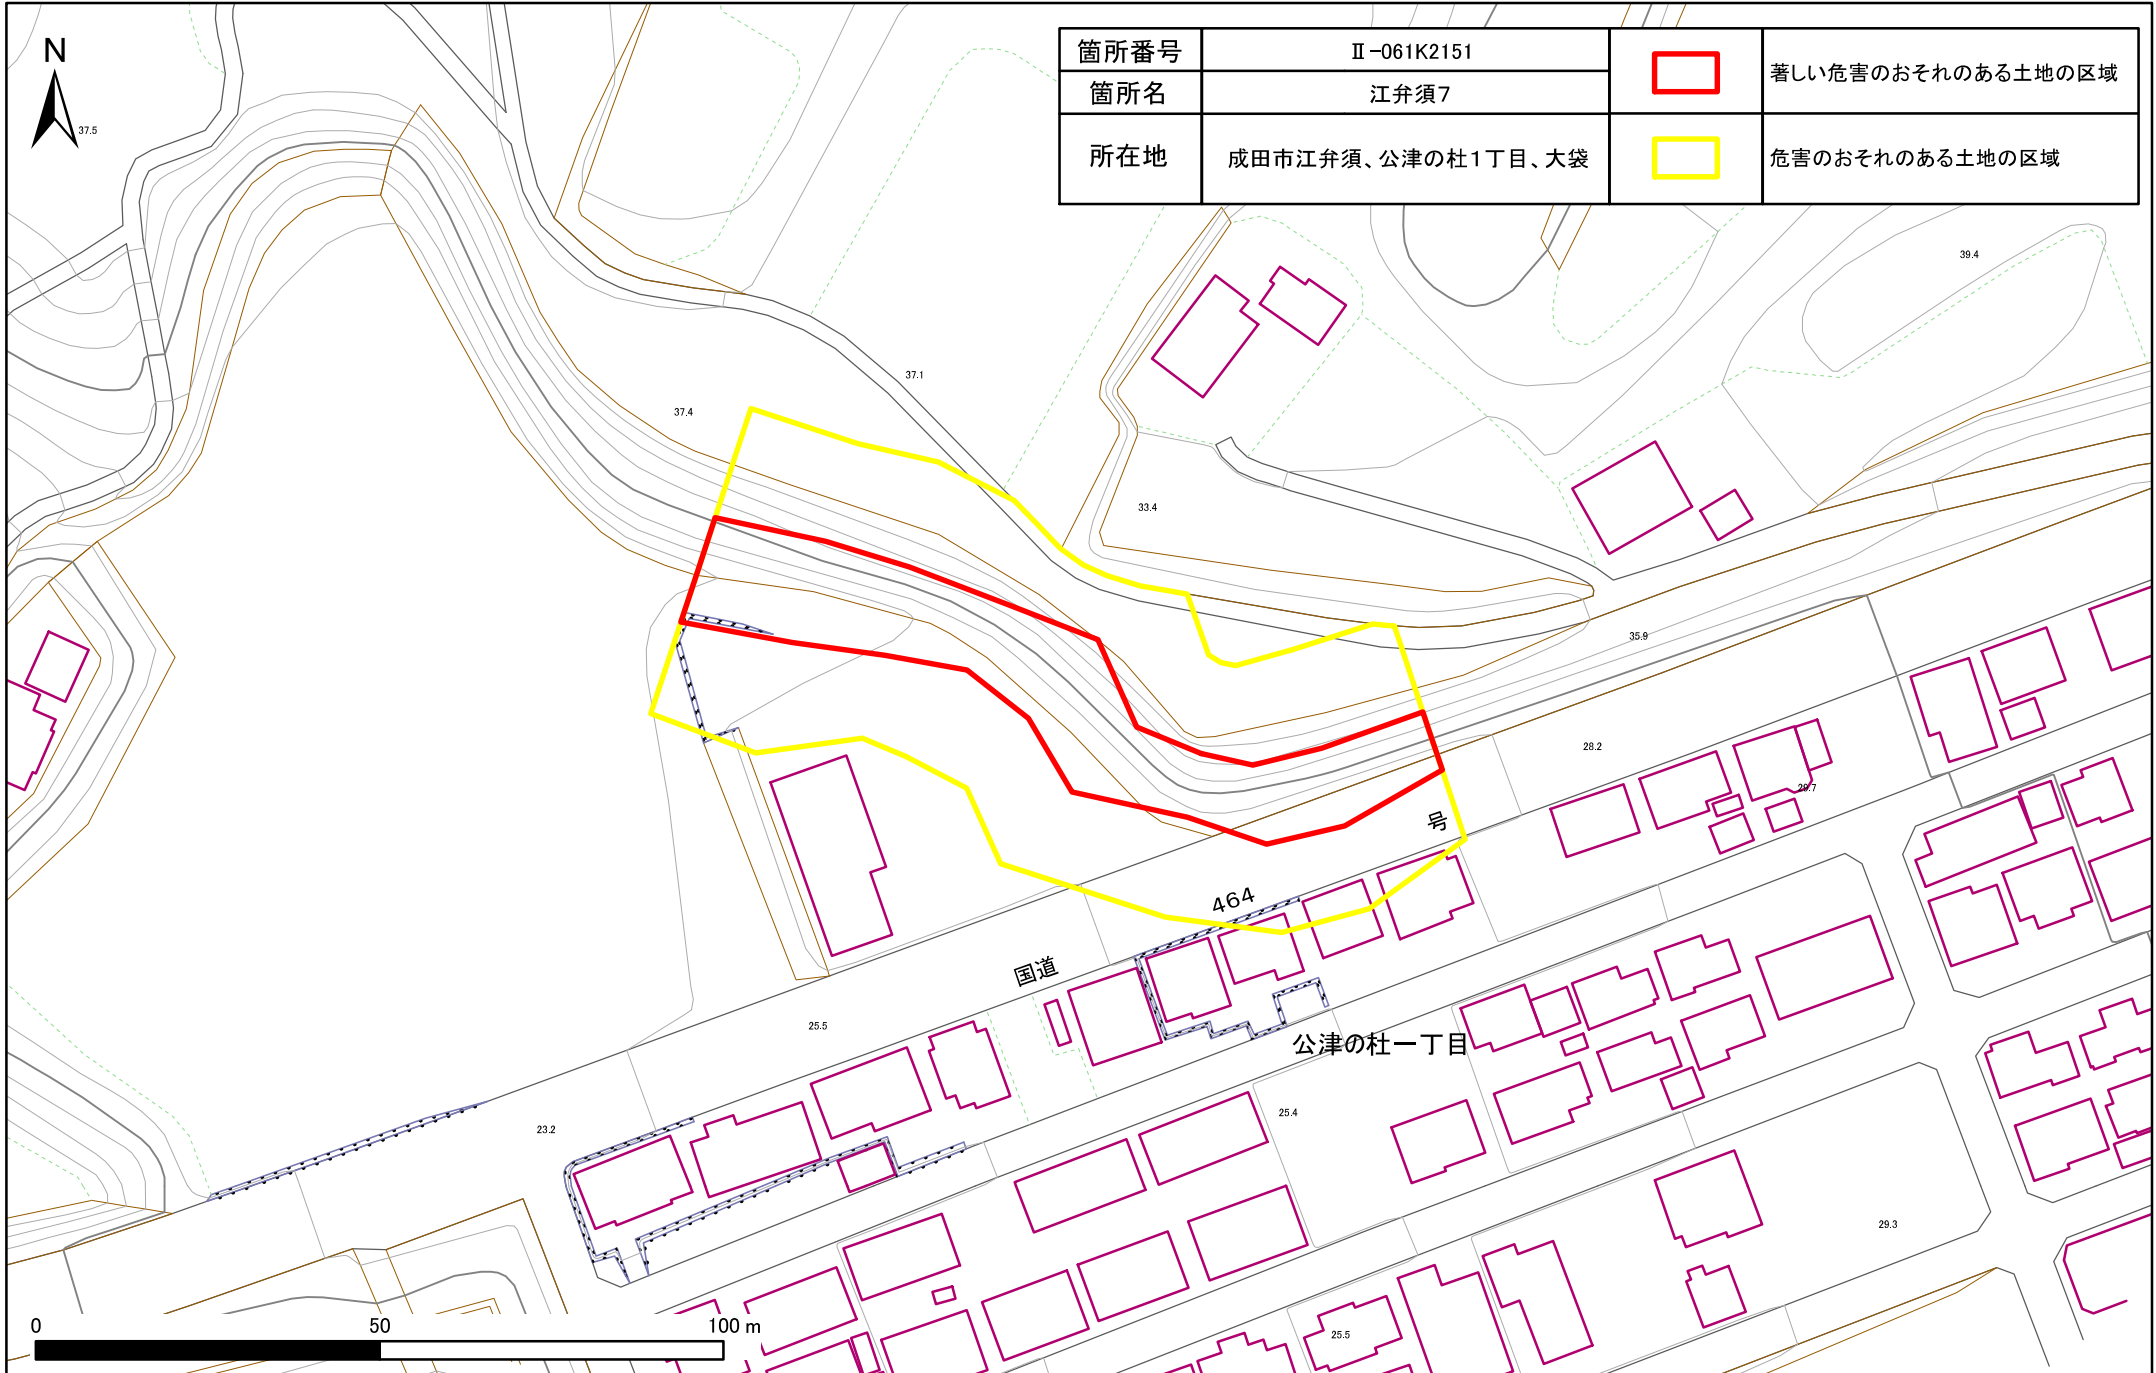 N
箇所番号 Ⅱ-061K2151
箇所名 江弁須7
所在地 成田市江弁須、公津の杜1丁目、大袋
著しい危害のおそれのある土地の区域
危害のおそれのある土地の区域
37.5
39.4
37.1
37.4
33.4
35.9
28.2
29.7
号
464
国道
25.5
公津の杜一丁目
25.4
23.2
29.3
25.5
0 50 100 m